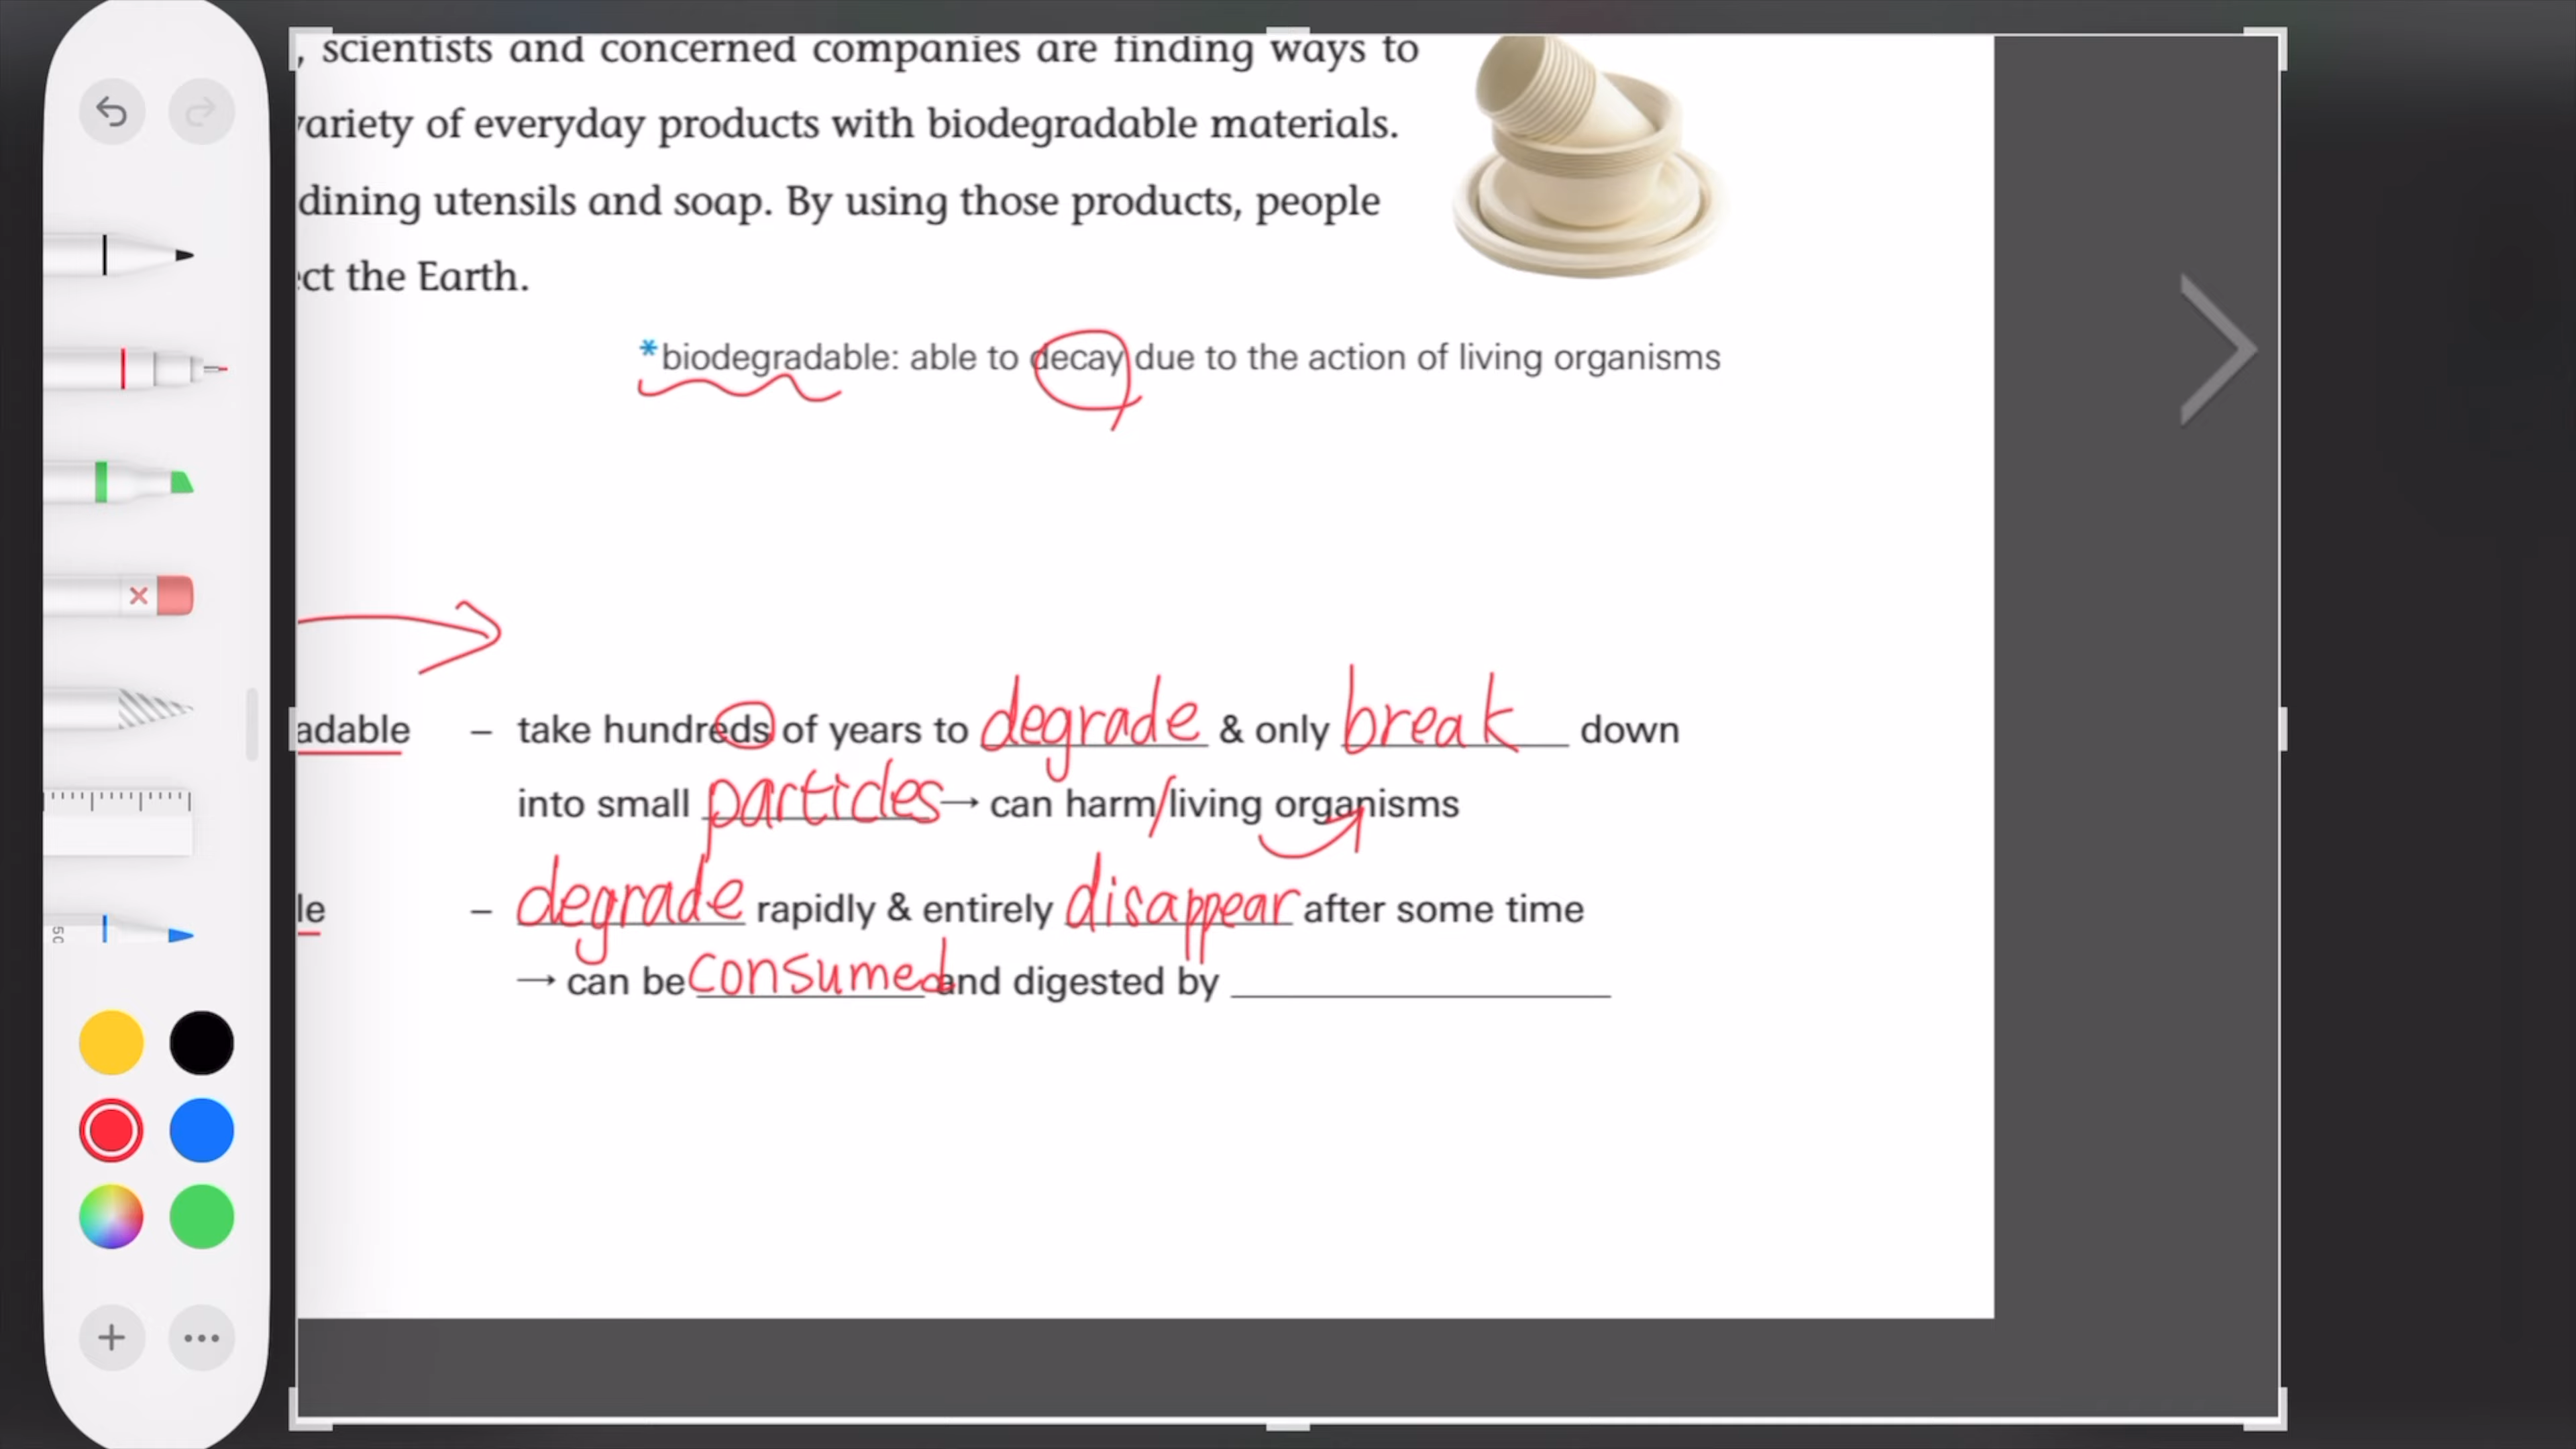 , scientists and concerned companies are finding ways to
variety of everyday products with biodegradable materials.
dining utensils and soap. By using those products, people
ect the Earth.
*biodegradable: able to decay due to the action of living organisms
adable – take hundreds of years to degrade & only break down
into small particles → can harm/living organisms
le – degrade rapidly & entirely disappear after some time
→ can be consumed and digested by
50